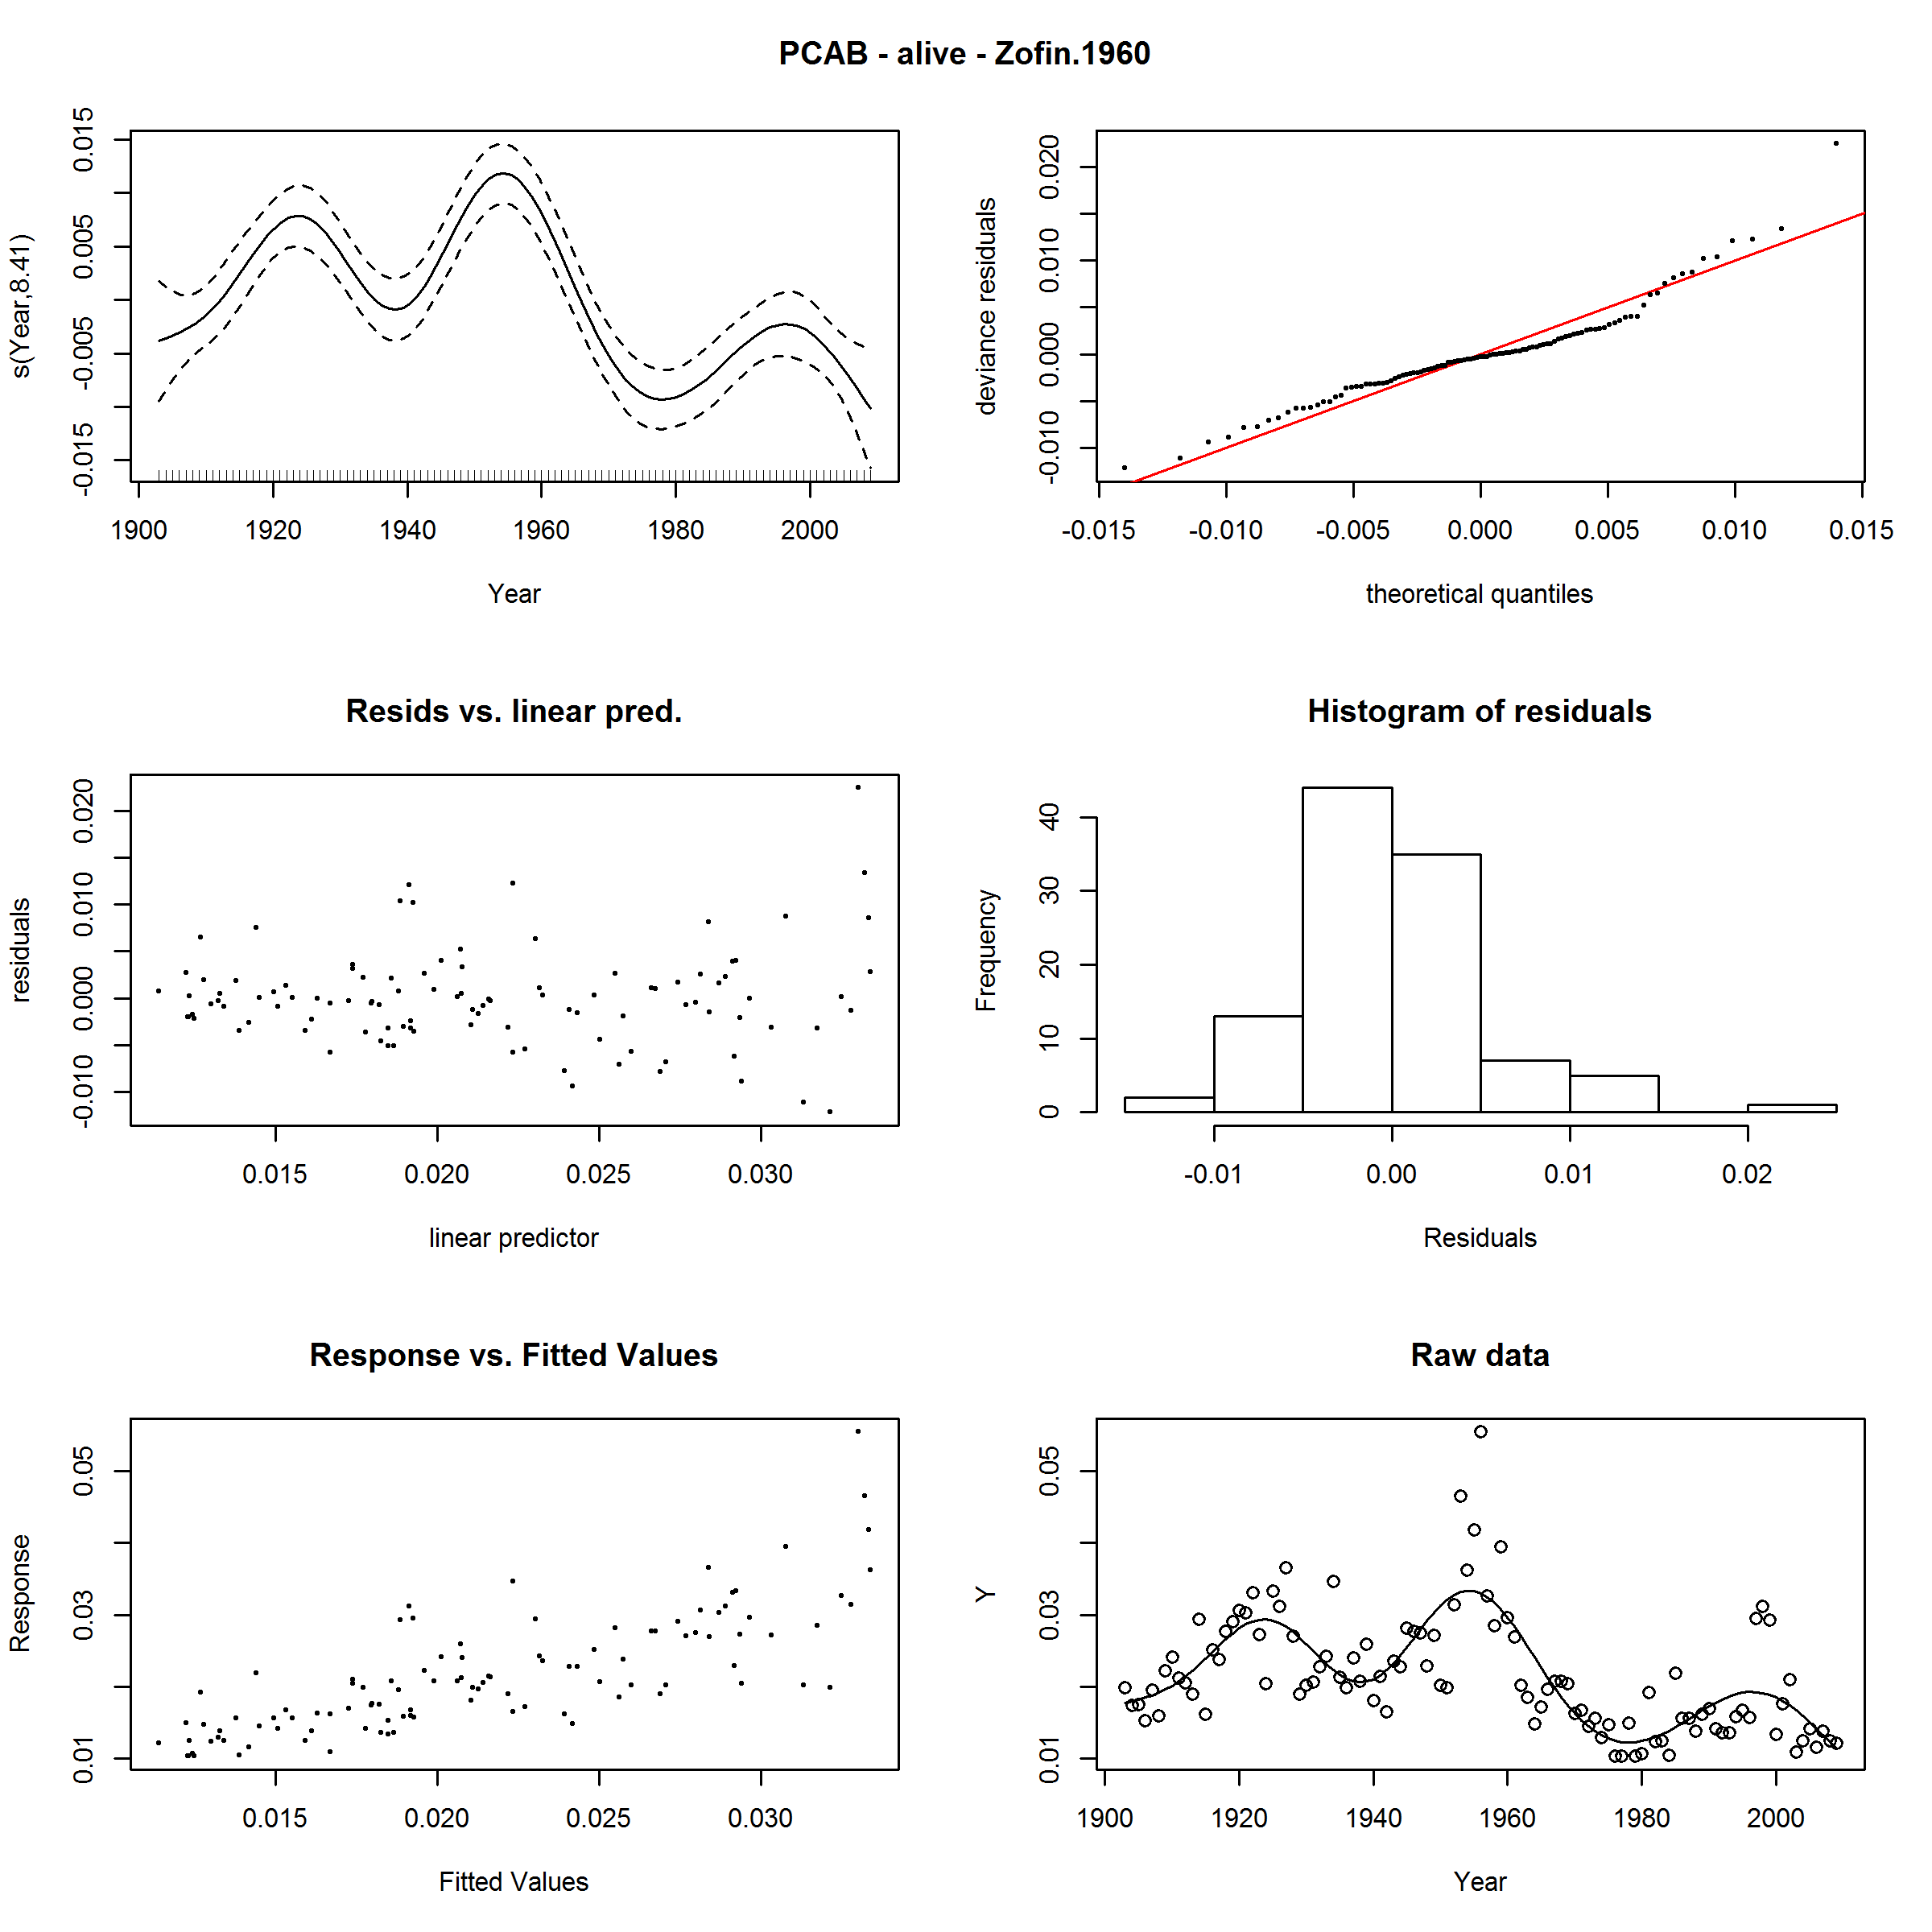 PCAB - alive - Zofin.1960
s(Year,8.41)
-0.015 -0.005 0.005 0.015
1900 1920 1940 1960 1980 2000
Year
deviance residuals
-0.010 0.000 0.010 0.020
-0.015 -0.010 -0.005 0.000 0.005 0.010 0.015
theoretical quantiles
Resids vs. linear pred.
residuals
-0.010 0.000 0.010 0.020
0.015 0.020 0.025 0.030
linear predictor
Histogram of residuals
Frequency
0 10 20 30 40
-0.01 0.00 0.01 0.02
Residuals
Response vs. Fitted Values
Response
0.01 0.03 0.05
0.015 0.020 0.025 0.030
Fitted Values
Raw data
Y
0.01 0.03 0.05
1900 1920 1940 1960 1980 2000
Year